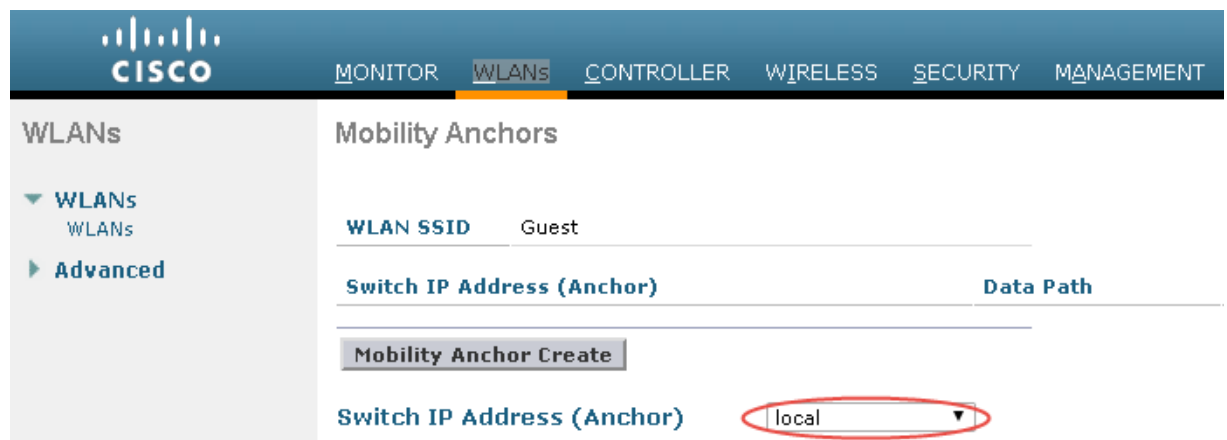 CISCO
MONITOR WLANs CONTROLLER WIRELESS SECURITY MANAGEMENT
WLANs
WLANs
WLANs
Advanced
Mobility Anchors
WLAN SSID Guest
Switch IP Address (Anchor) Data Path
Mobility Anchor Create
Switch IP Address (Anchor) local